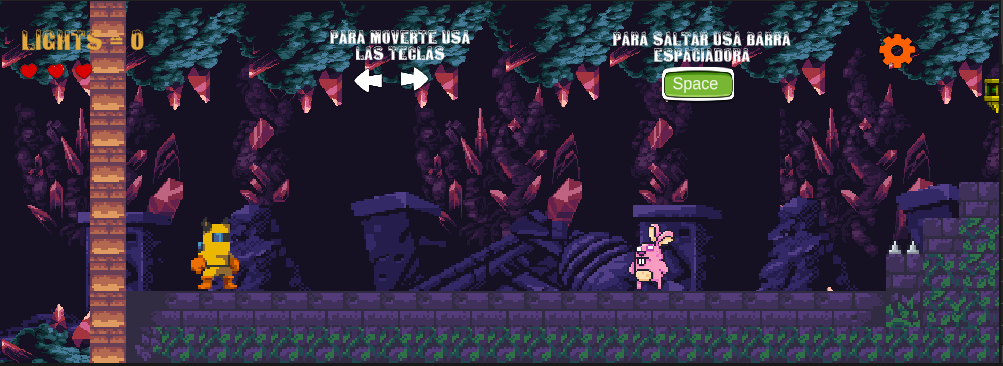 LIGHTS = 0
PARA MOVERTE USA
LAS TECLAS
PARA SALTAR USA BARRA
ESPACIADORA
Space